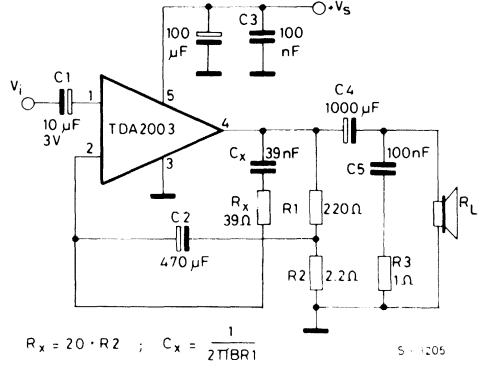 +Vs
100 µF
C3
100 nF
Vi
C1
10 µF
3V
1
2
TDA2003
5
4
3
C4
1000 µF
Cx
39nF
C5
100nF
Rx
39Ω
R1
220Ω
RL
C2
470 µF
R2
2.2Ω
R3
1Ω
Rx = 20 · R2 ; Cx = 1 / 2πBR1